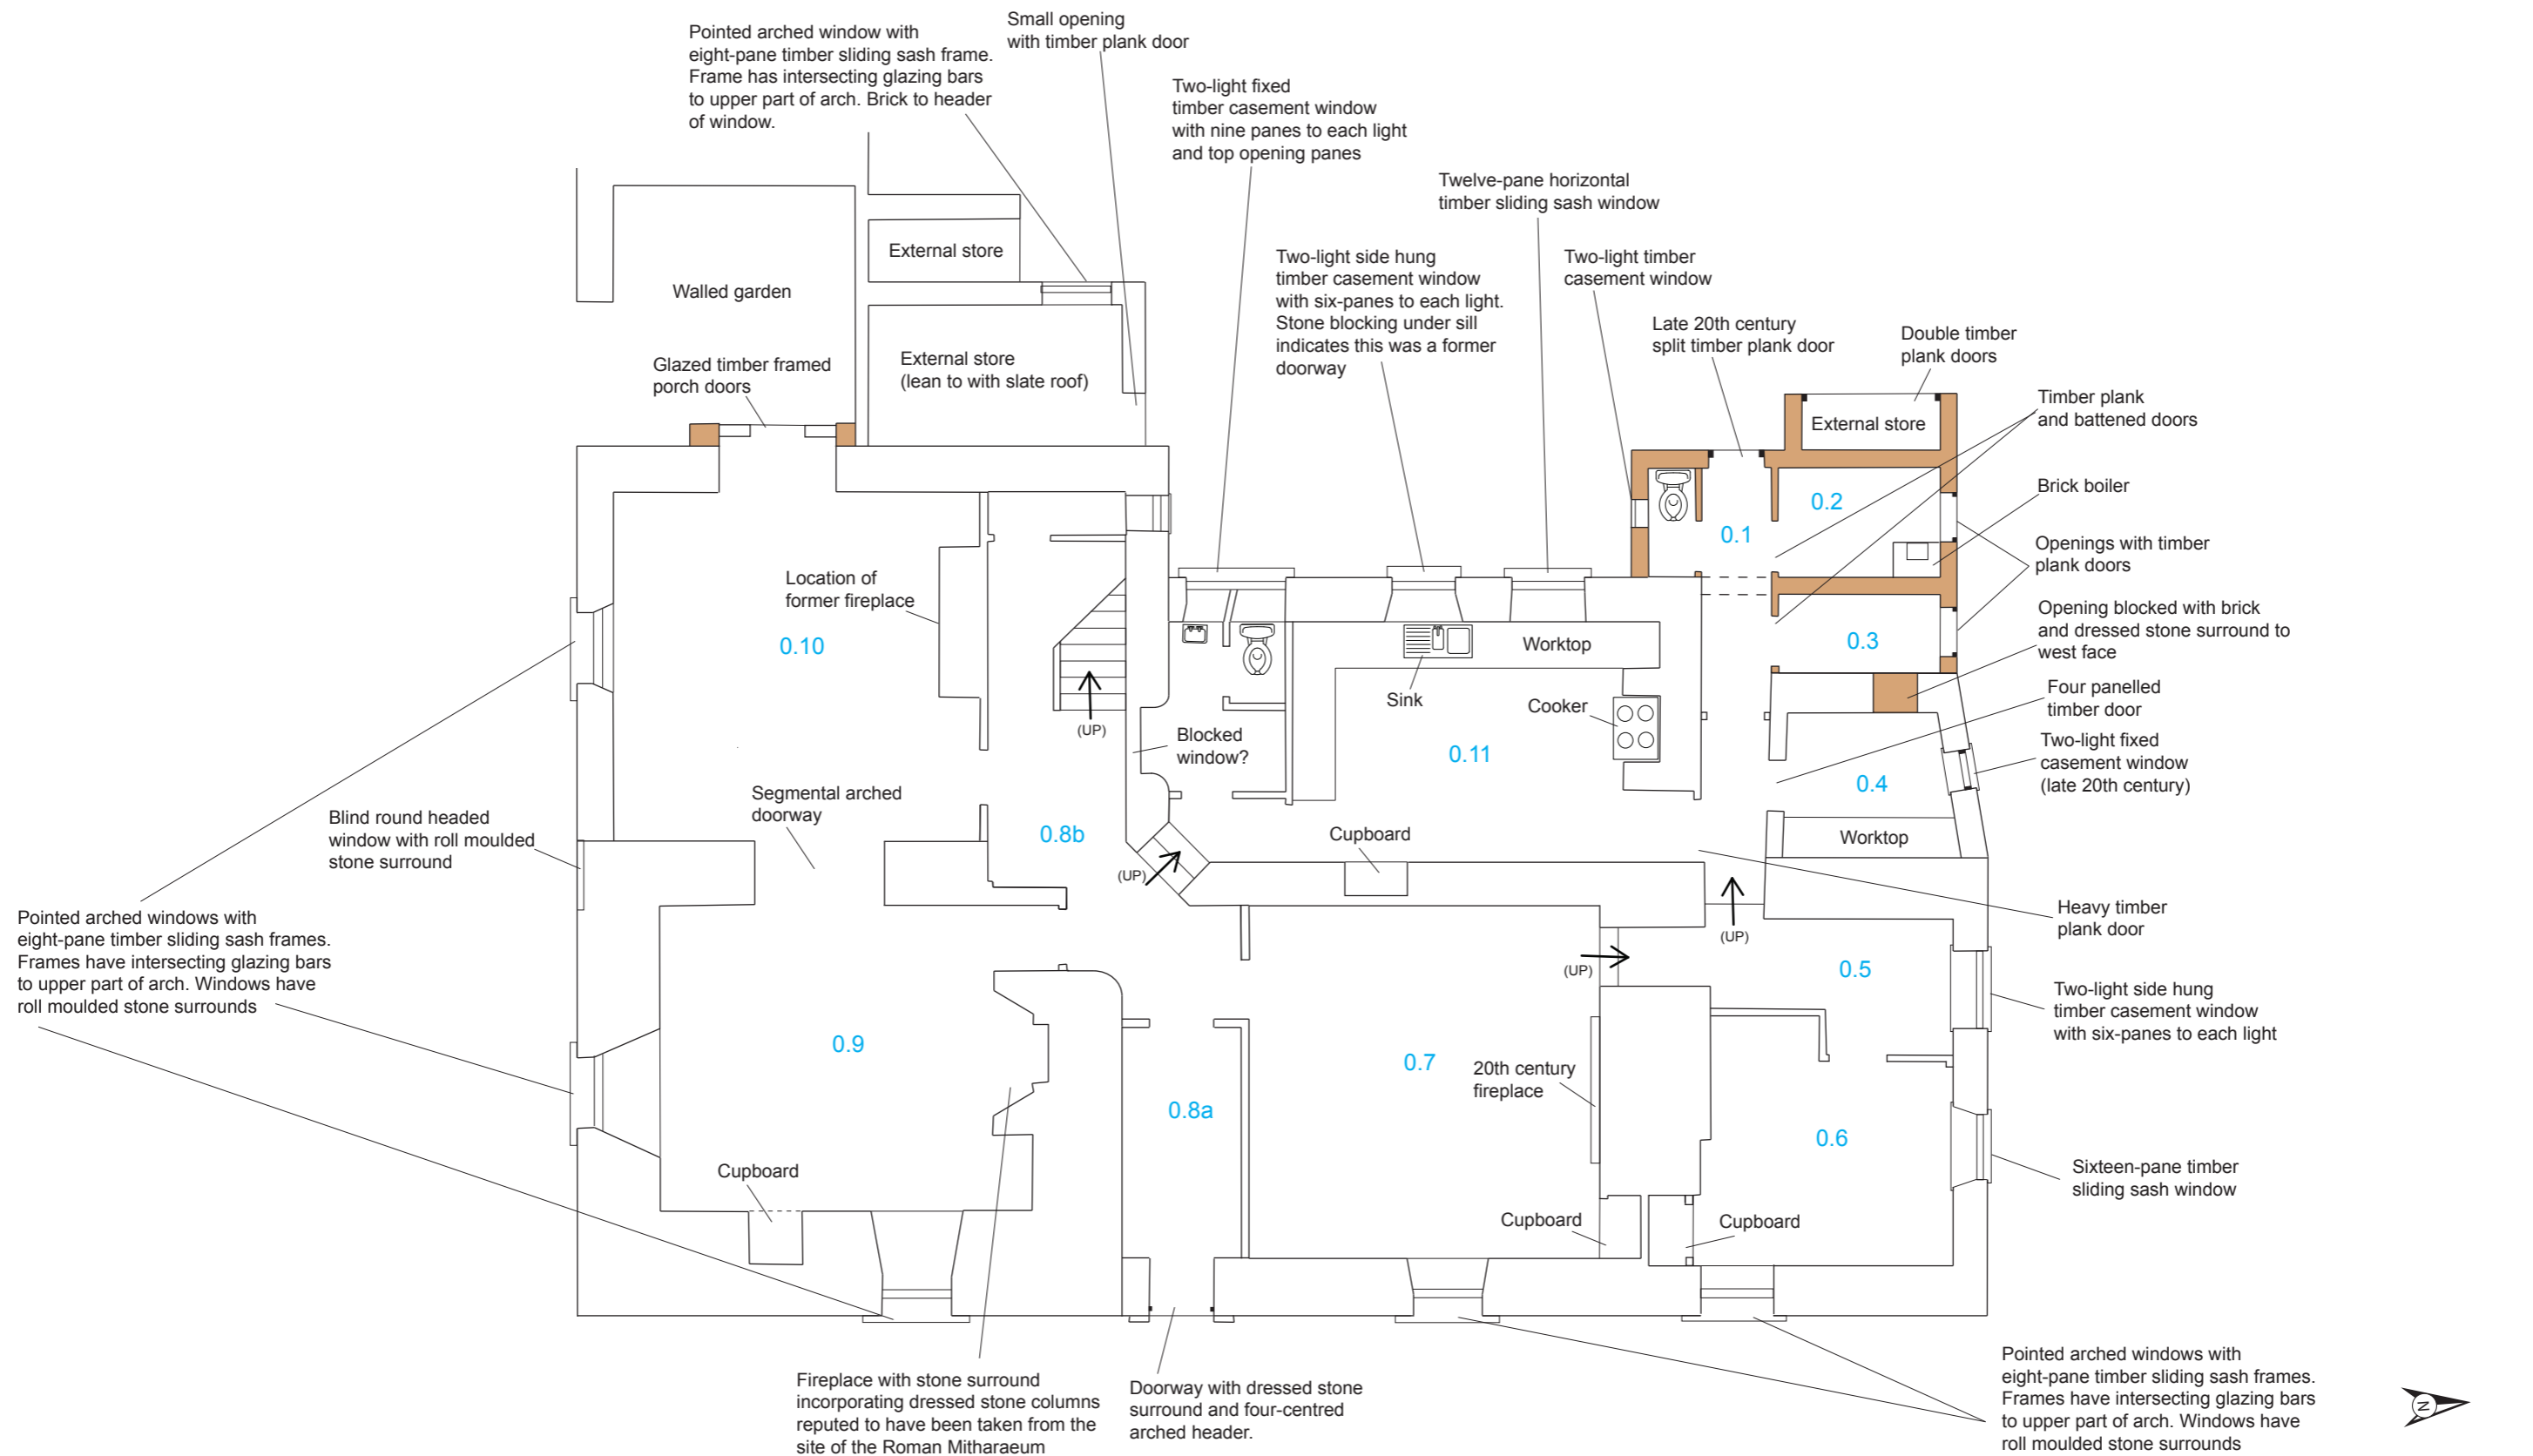 Small opening
with timber plank door
Pointed arched window with
eight-pane timber sliding sash frame.
Frame has intersecting glazing bars
to upper part of arch. Brick to header
of window.
Two-light fixed
timber casement window
with nine panes to each light
and top opening panes
Twelve-pane horizontal
timber sliding sash window
External store
Two-light side hung
timber casement window
with six-panes to each light.
Stone blocking under sill
indicates this was a former
doorway
Two-light timber
casement window
Walled garden
Late 20th century
split timber plank door
Double timber
plank doors
External store
(lean to with slate roof)
Glazed timber framed
porch doors
Timber plank
and battened doors
External store
Brick boiler
0.2
0.1
Openings with timber
plank doors
Location of
former fireplace
Opening blocked with brick
and dressed stone surround to
west face
0.10
Worktop
0.3
Sink
Cooker
Four panelled
timber door
(UP)
Blocked
window?
0.11
Two-light fixed
casement window
(late 20th century)
0.4
Segmental arched
doorway
Blind round headed
window with roll moulded
stone surround
0.8b
Cupboard
Worktop
(UP)
Pointed arched windows with
eight-pane timber sliding sash frames.
Frames have intersecting glazing bars
to upper part of arch. Windows have
roll moulded stone surrounds
Heavy timber
plank door
(UP)
(UP)
0.5
Two-light side hung
timber casement window
with six-panes to each light
0.9
0.7
20th century
fireplace
0.8a
0.6
Cupboard
Sixteen-pane timber
sliding sash window
Cupboard
Cupboard
Fireplace with stone surround
incorporating dressed stone columns
reputed to have been taken from the
site of the Roman Mitharaeum
Doorway with dressed stone
surround and four-centred
arched header.
Pointed arched windows with
eight-pane timber sliding sash frames.
Frames have intersecting glazing bars
to upper part of arch. Windows have
roll moulded stone surrounds
N